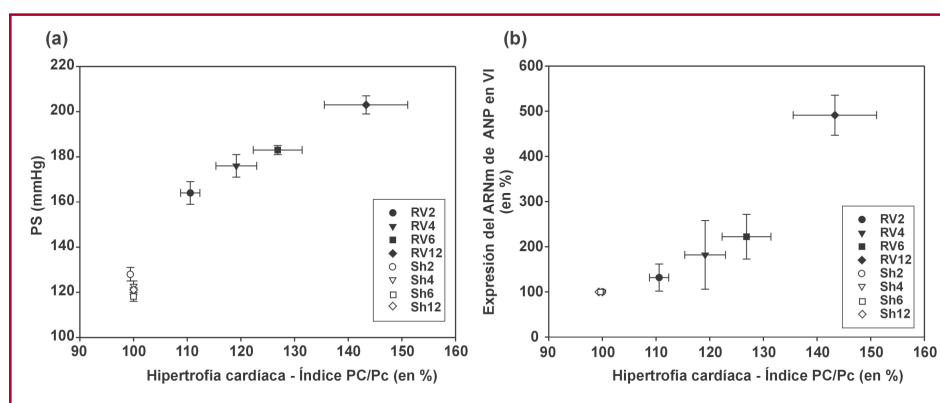 (a)
220
200
180
160
140
120
100
PS (mmHg)
90
100
110
120
130
140
150
160
Hipertrofia cardíaca - Índice PC/Pc (en %)
RV2
RV4
RV6
RV12
Sh2
Sh4
Sh6
Sh12
(b)
600
500
400
300
200
100
0
Expresión del ARNm de ANP en VI
(en %)
90
100
110
120
130
140
150
160
Hipertrofia cardíaca - Índice PC/Pc (en %)
RV2
RV4
RV6
RV12
Sh2
Sh4
Sh6
Sh12